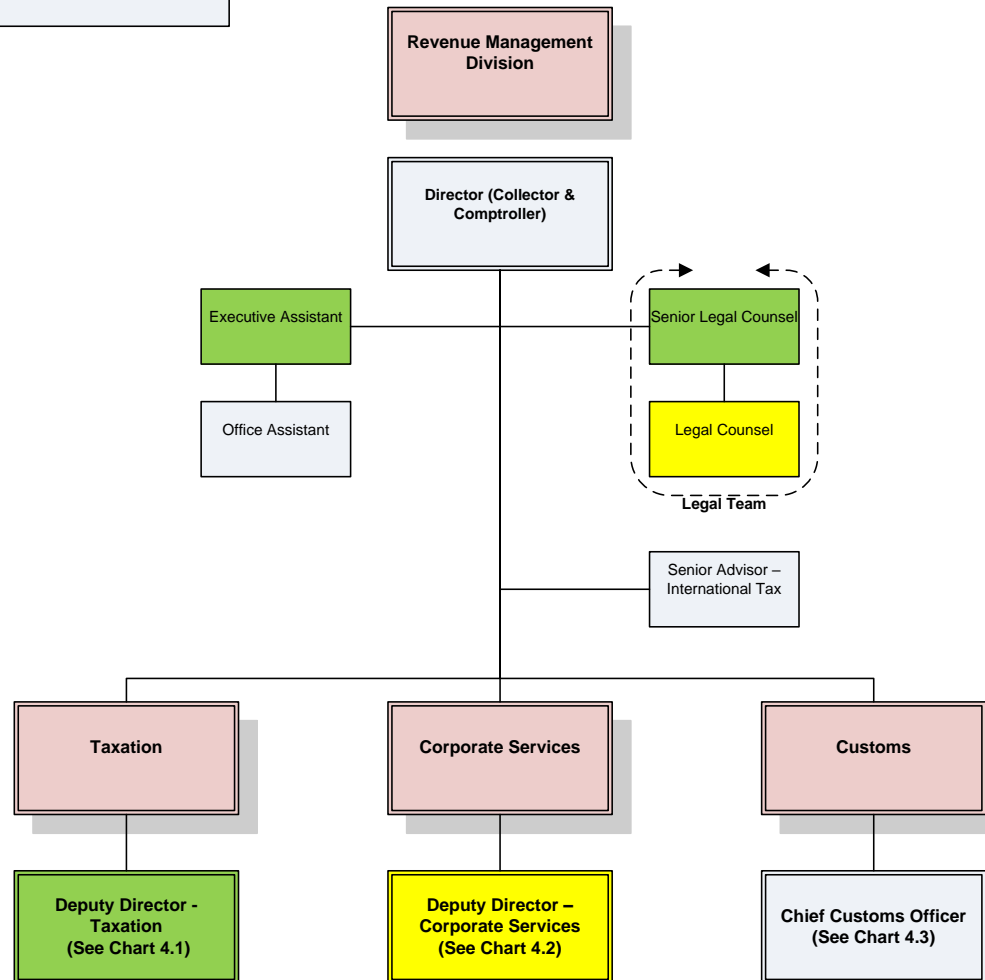 Revenue Management
Division
Director (Collector &
Comptroller)
Executive Assistant
Senior Legal Counsel
Office Assistant
Legal Counsel
Legal Team
Senior Advisor –
International Tax
Taxation
Corporate Services
Customs
Deputy Director -
Taxation
(See Chart 4.1)
Deputy Director –
Corporate Services
(See Chart 4.2)
Chief Customs Officer
(See Chart 4.3)